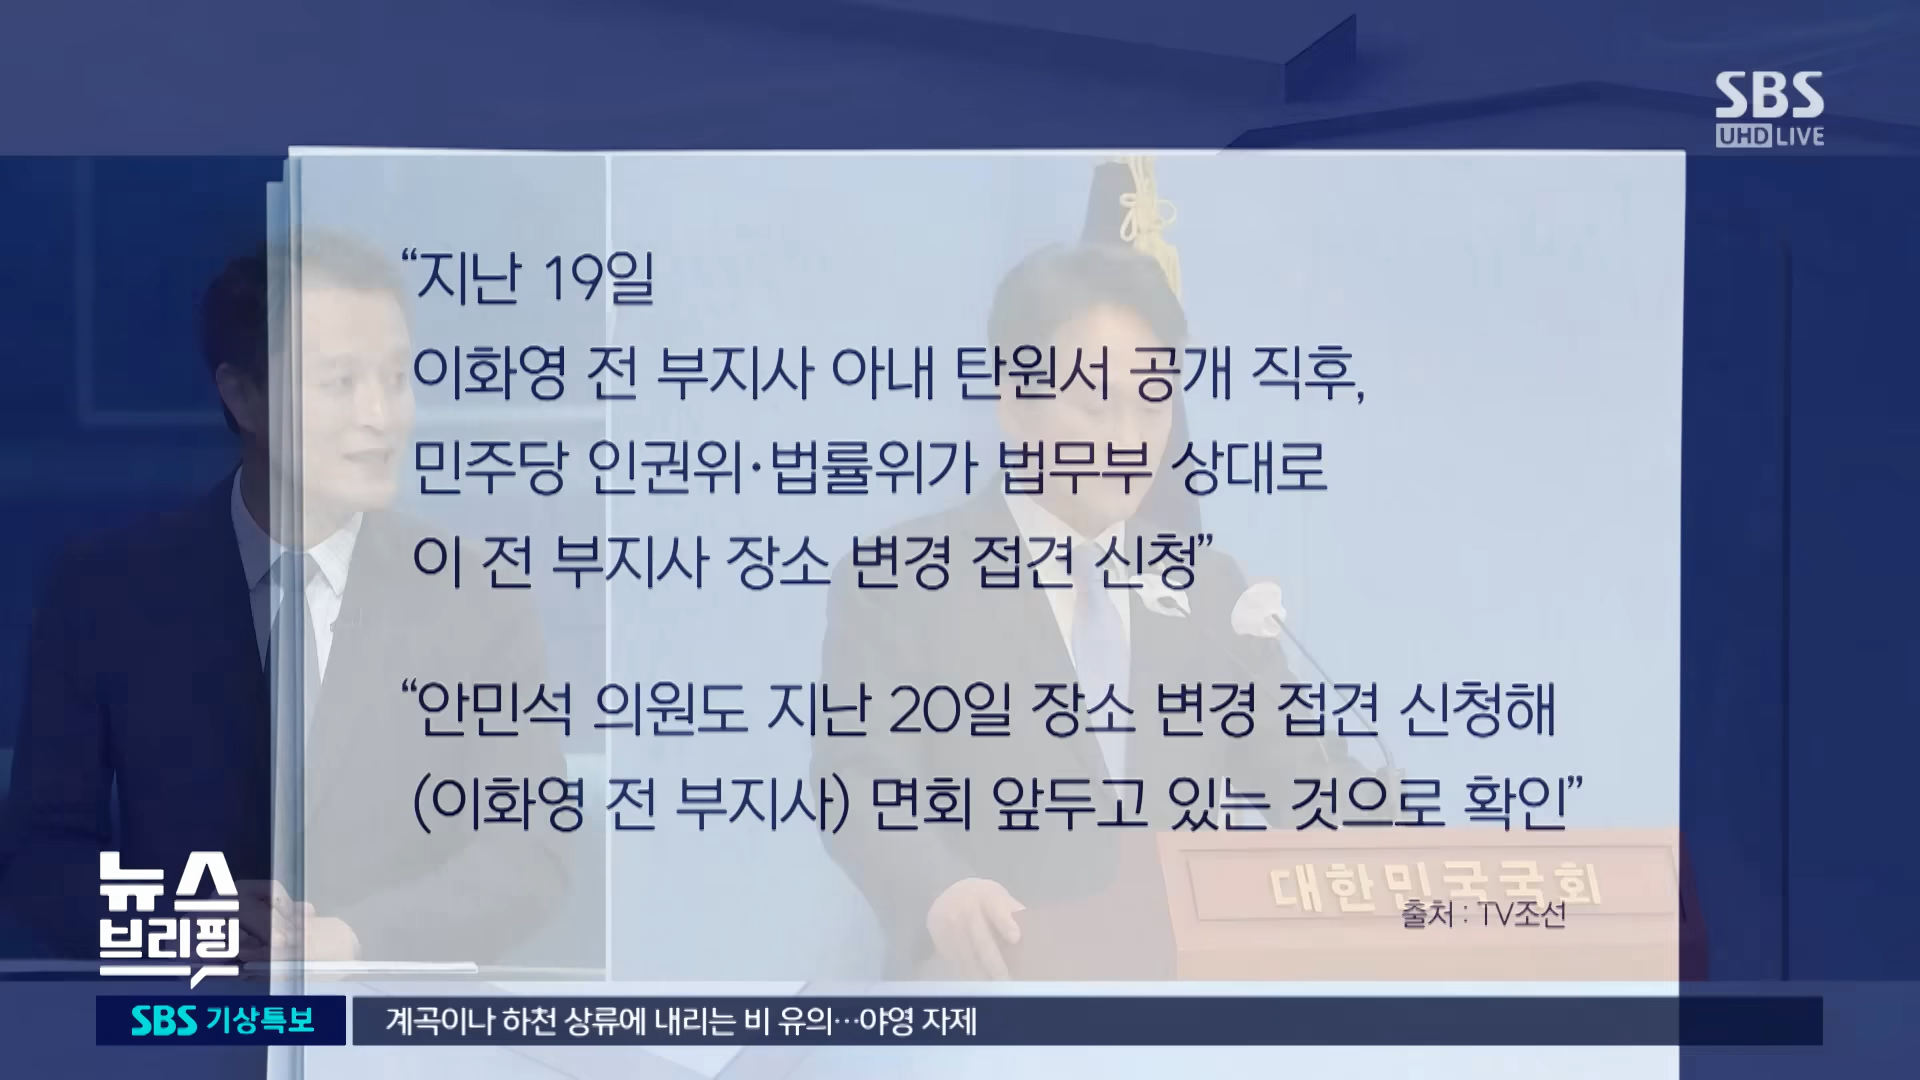 SBS
UHD LIVE
“지난 19일
이화영 전 부지사 아내 탄원서 공개 직후,
민주당 인권위·법률위가 법무부 상대로
이 전 부지사 장소 변경 접견 신청”
“안민석 의원도 지난 20일 장소 변경 접견 신청해
(이화영 전 부지사) 면회 앞두고 있는 것으로 확인”
대한민국국회
출처 : TV조선
뉴스
브리핑
SBS 기상특보
계곡이나 하천 상류에 내리는 비 유의…야영 자제